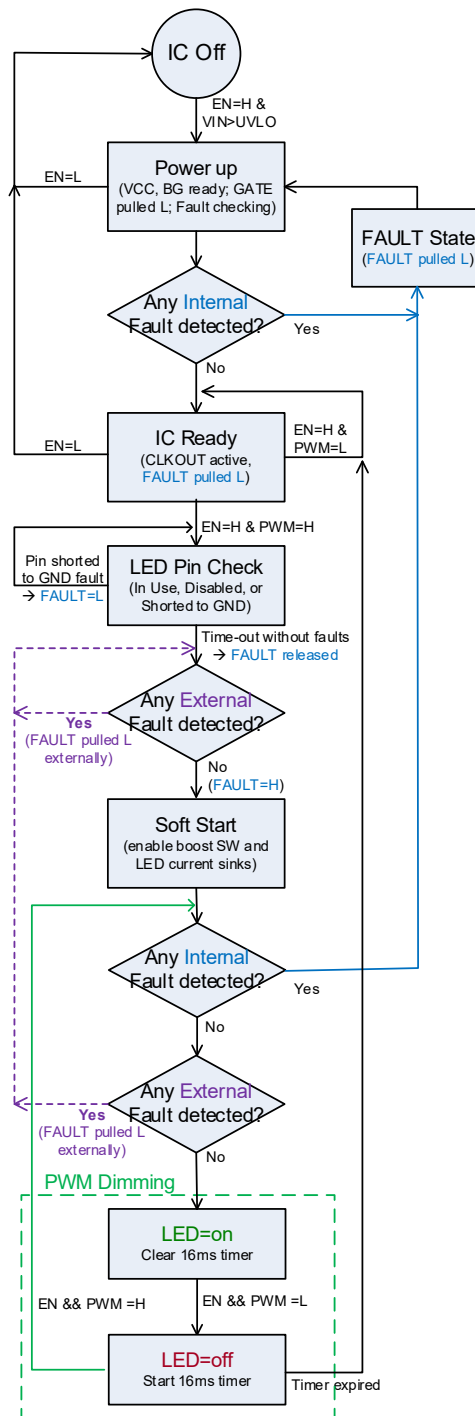 IC Off
EN=H &
VIN>UVLO
Power up
(VCC, BG ready; GATE
pulled L; Fault checking)
EN=L
FAULT State
(FAULT pulled L)
Any Internal
Fault detected?
Yes
No
IC Ready
(CLKOUT active,
FAULT pulled L)
EN=L
EN=H &
PWM=L
EN=H & PWM=H
Pin shorted
to GND fault
→ FAULT=L
LED Pin Check
(In Use, Disabled, or
Shorted to GND)
Time-out without faults
→ FAULT released
Any External
Fault detected?
Yes
(FAULT pulled L
externally)
No
(FAULT=H)
Soft Start
(enable boost SW and
LED current sinks)
Any Internal
Fault detected?
Yes
No
Any External
Fault detected?
Yes
(FAULT pulled L
externally)
No
PWM Dimming
LED=on
Clear 16ms timer
EN && PWM =H
EN && PWM =L
LED=off
Start 16ms timer
Timer expired